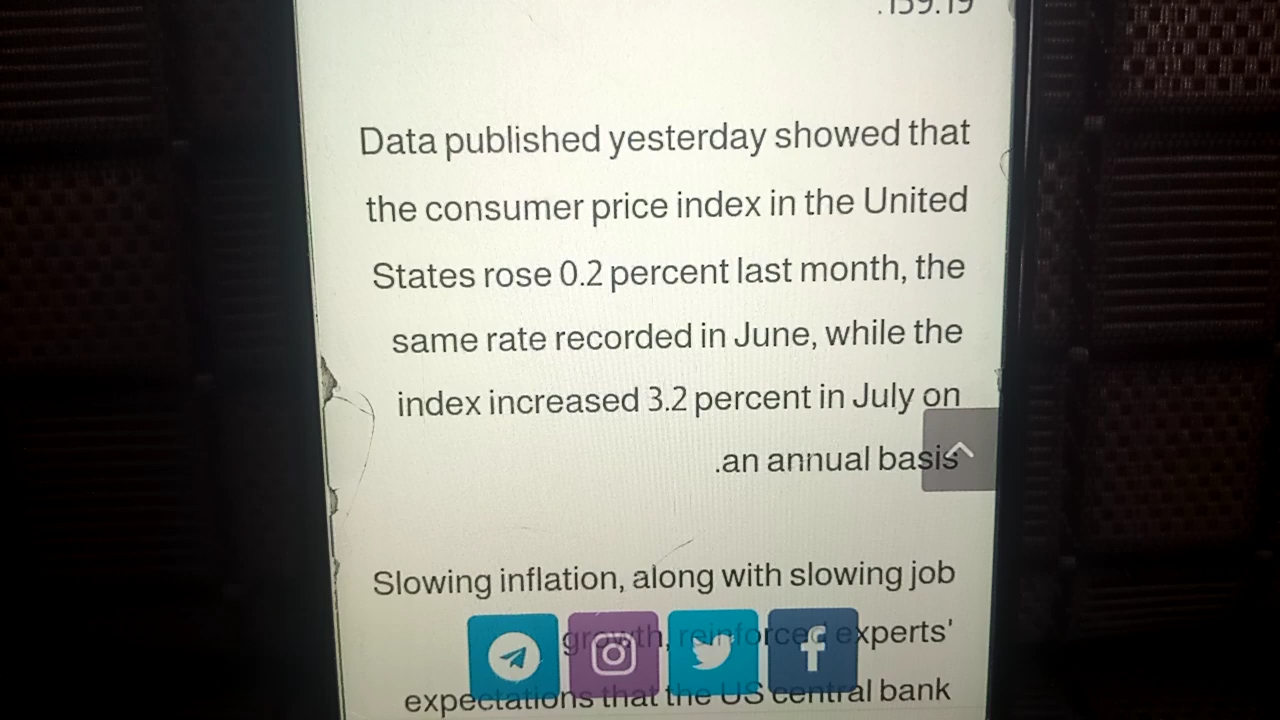 .159.19
Data published yesterday showed that
the consumer price index in the United
States rose 0.2 percent last month, the
same rate recorded in June, while the
index increased 3.2 percent in July on
.an annual basis
Slowing inflation, along with slowing job
growth, reinforced experts'
expectations that the US central bank